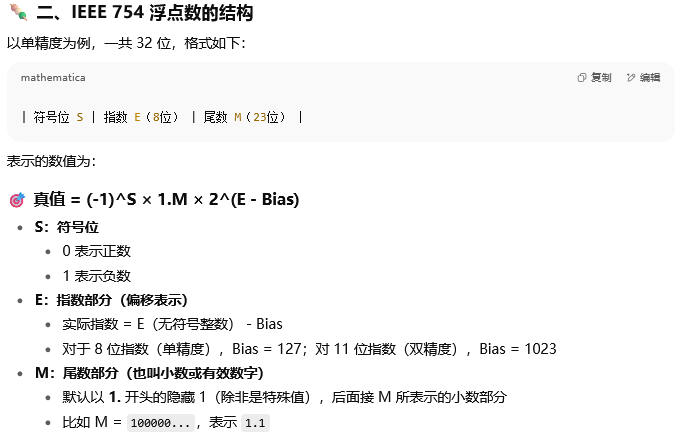 二、IEEE 754 浮点数的结构
以单精度为例，一共 32 位，格式如下：
mathematica
复制
编辑
| 符号位 S | 指数 E（8位） | 尾数 M（23位） |
表示的数值为：
真值 = (-1)^S × 1.M × 2^(E - Bias)
S：符号位
0 表示正数
1 表示负数
E：指数部分（偏移表示）
实际指数 = E（无符号整数） - Bias
对于 8 位指数（单精度），Bias = 127；对 11 位指数（双精度），Bias = 1023
M：尾数部分（也叫小数或有效数字）
默认以 1. 开头的隐藏 1（除非是特殊值），后面接 M 所表示的小数部分
比如 M = 100000...，表示 1.1